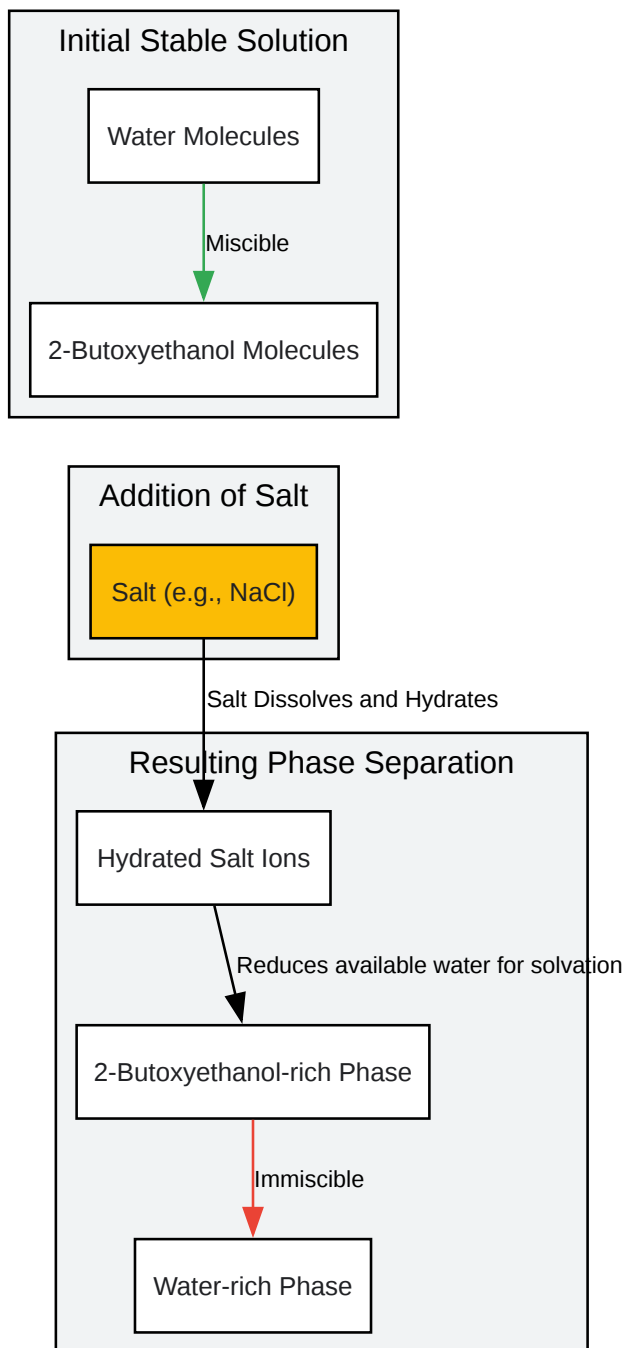 Initial Stable Solution
Water Molecules
Miscible
2-Butoxyethanol Molecules
Addition of Salt
Salt (e.g., NaCl)
Salt Dissolves and Hydrates
Resulting Phase Separation
Hydrated Salt Ions
Reduces available water for solvation
2-Butoxyethanol-rich Phase
Immiscible
Water-rich Phase